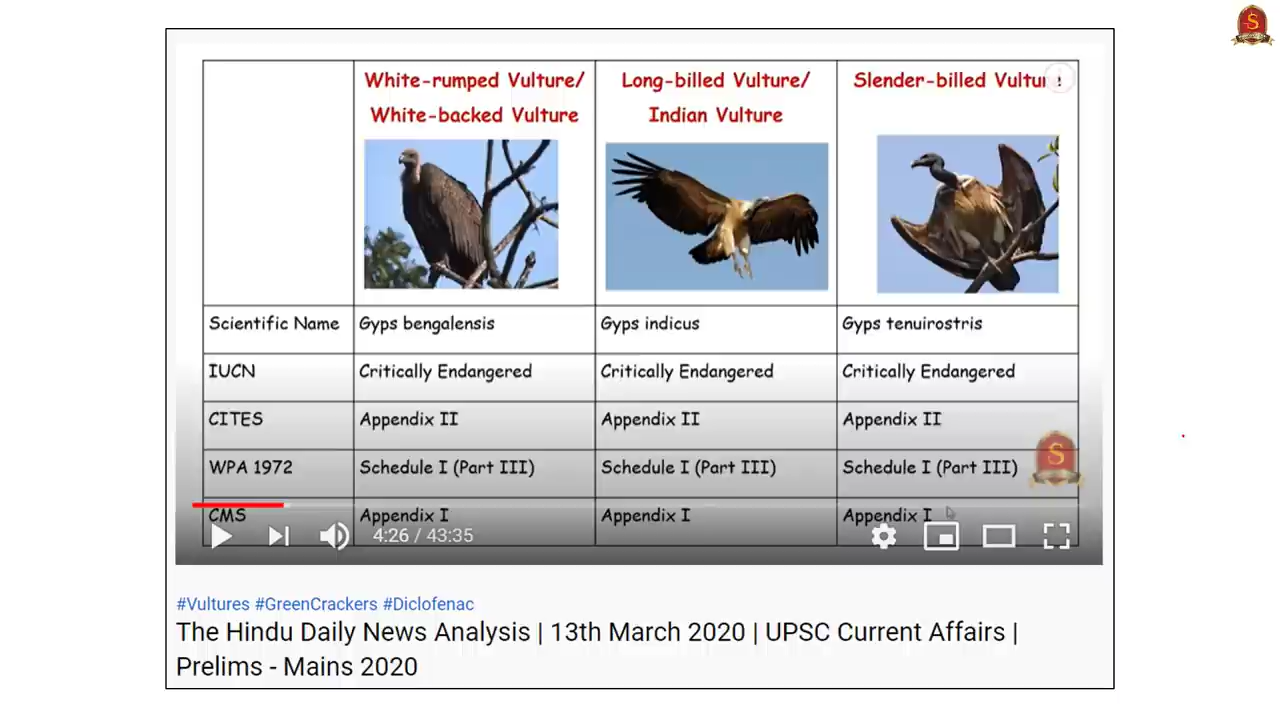 White-rumped Vulture/
White-backed Vulture
Long-billed Vulture/
Indian Vulture
Slender-billed Vulture
Scientific Name Gyps bengalensis Gyps indicus Gyps tenuirostris
IUCN Critically Endangered Critically Endangered Critically Endangered
CITES Appendix II Appendix II Appendix II
WPA 1972 Schedule I (Part III) Schedule I (Part III) Schedule I (Part III)
CMS Appendix I Appendix I Appendix I
4:26 / 43:35
#Vultures #GreenCrackers #Diclofenac
The Hindu Daily News Analysis | 13th March 2020 | UPSC Current Affairs |
Prelims - Mains 2020
S
S